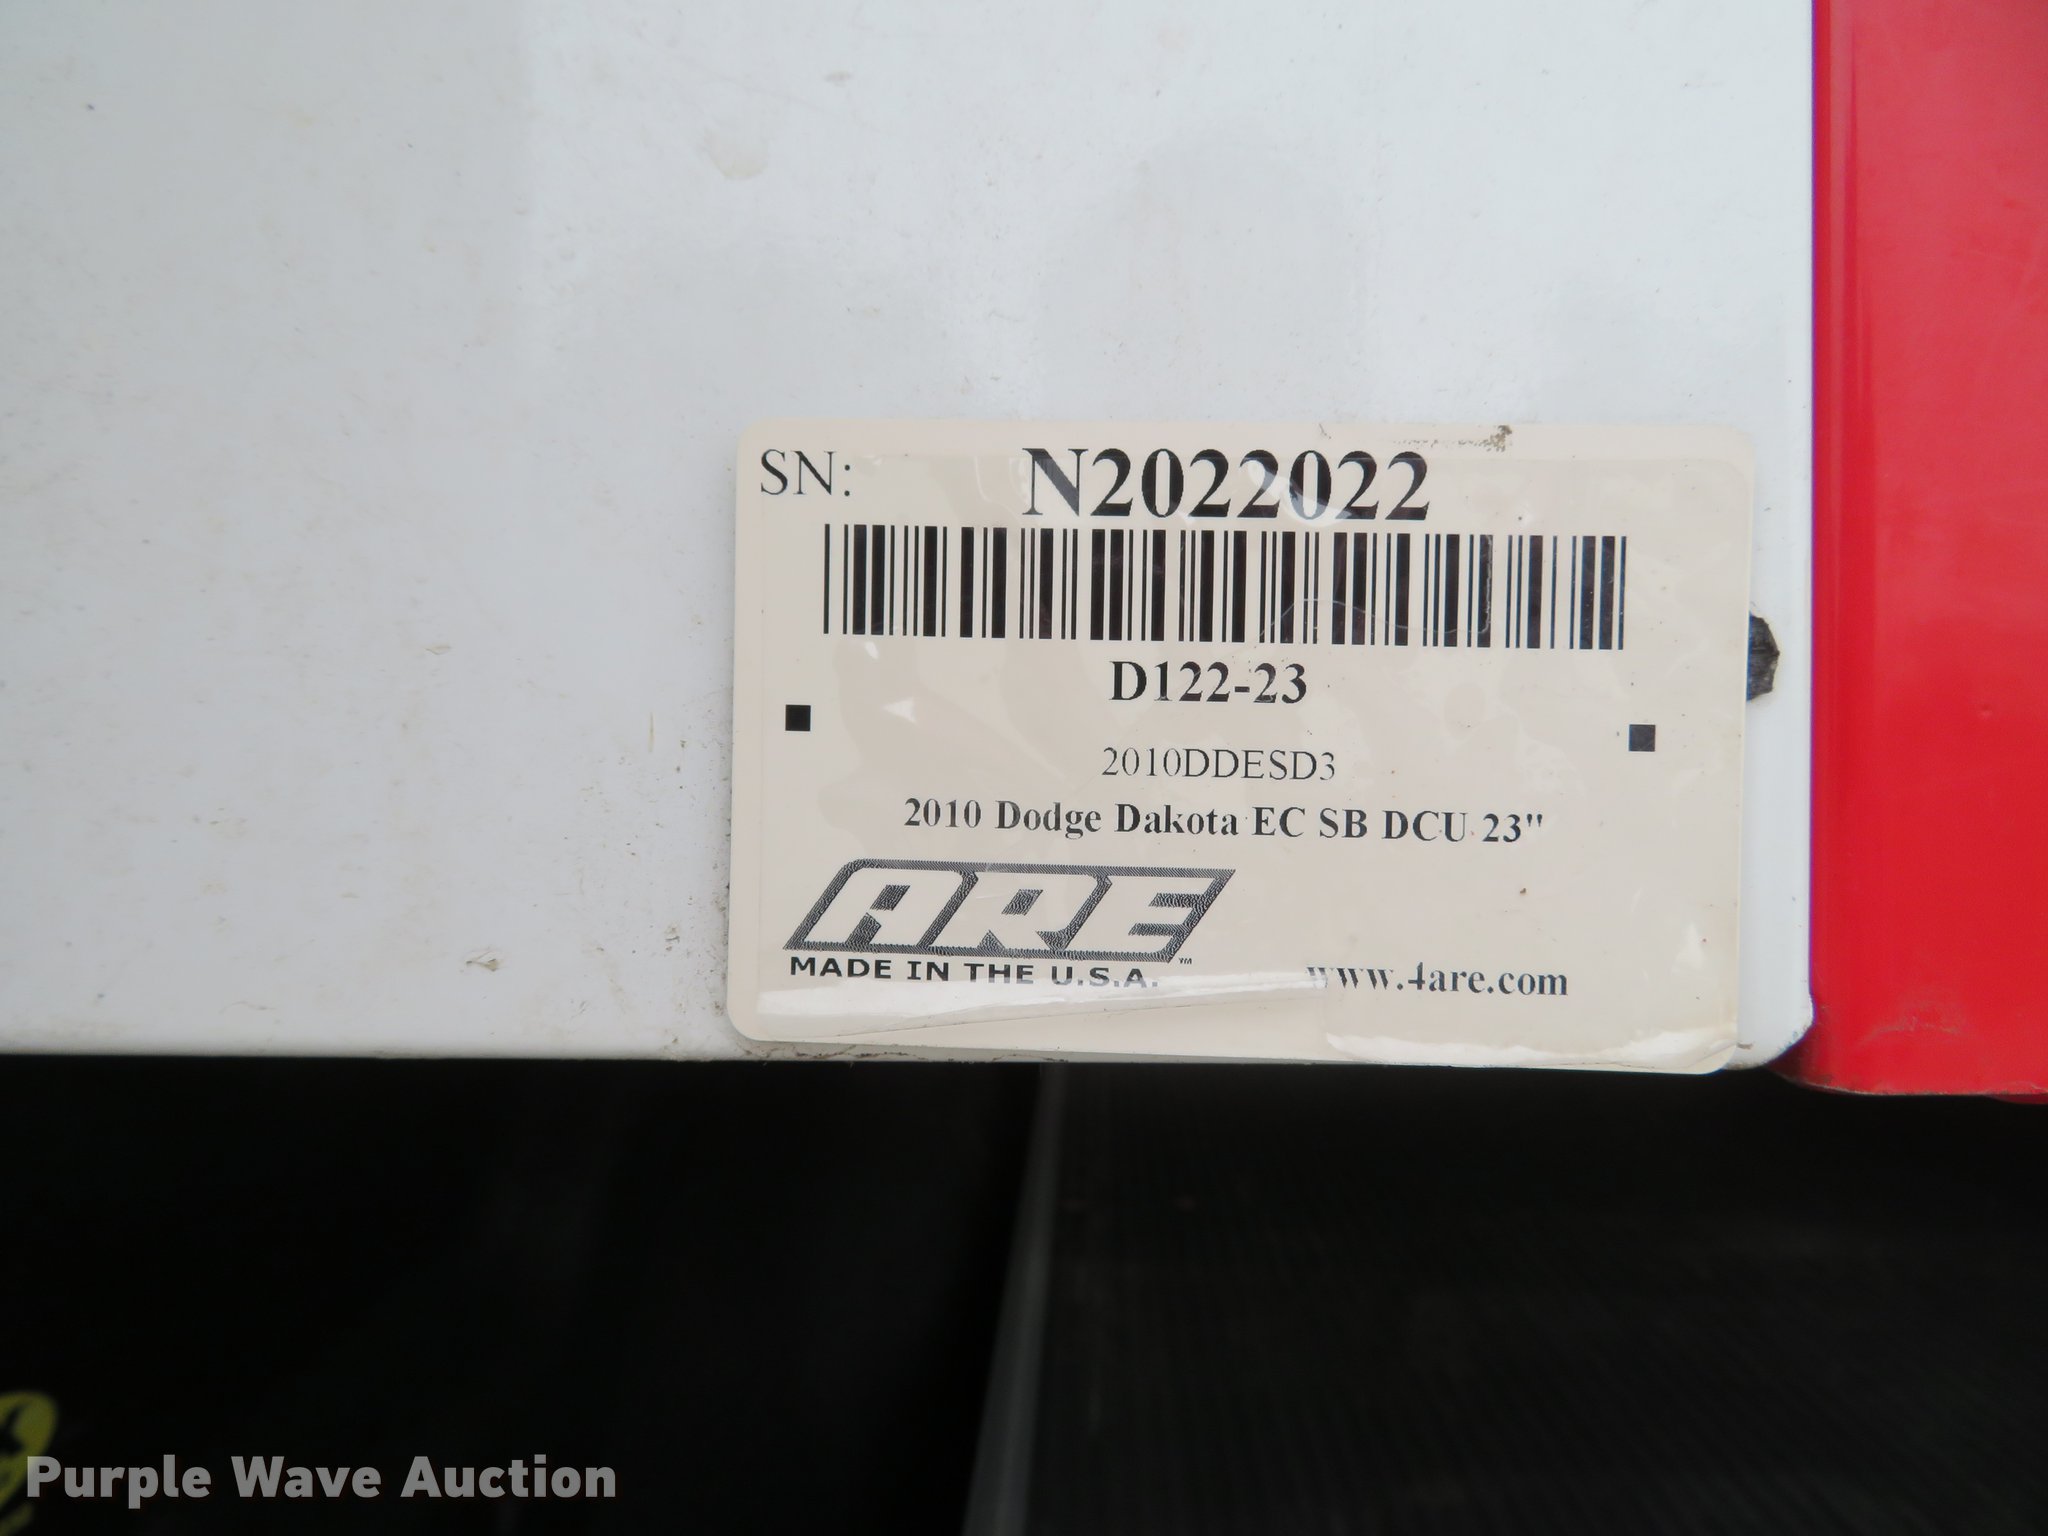 SN: N2022022
D122-23
2010DDESD3
2010 Dodge Dakota EC SB DCU 23"
ARE™
MADE IN THE U.S.A.
www.4are.com
Purple Wave Auction